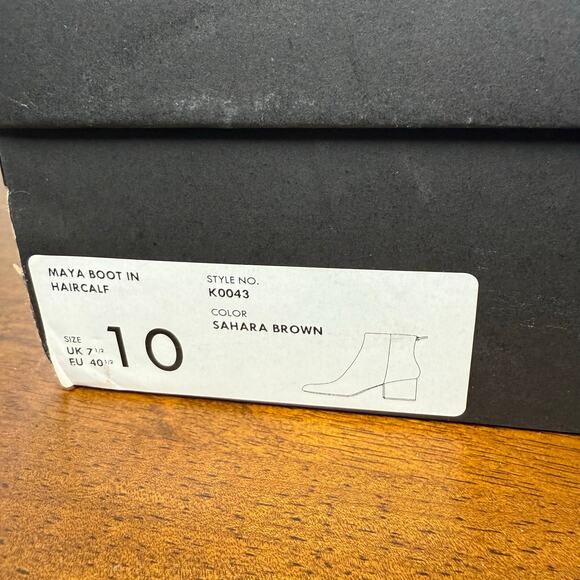 MAYA BOOT IN
HAIRCALF
STYLE NO.
K0043
COLOR
SAHARA BROWN
SIZE
UK 7 1/2
EU 40 1/2
10